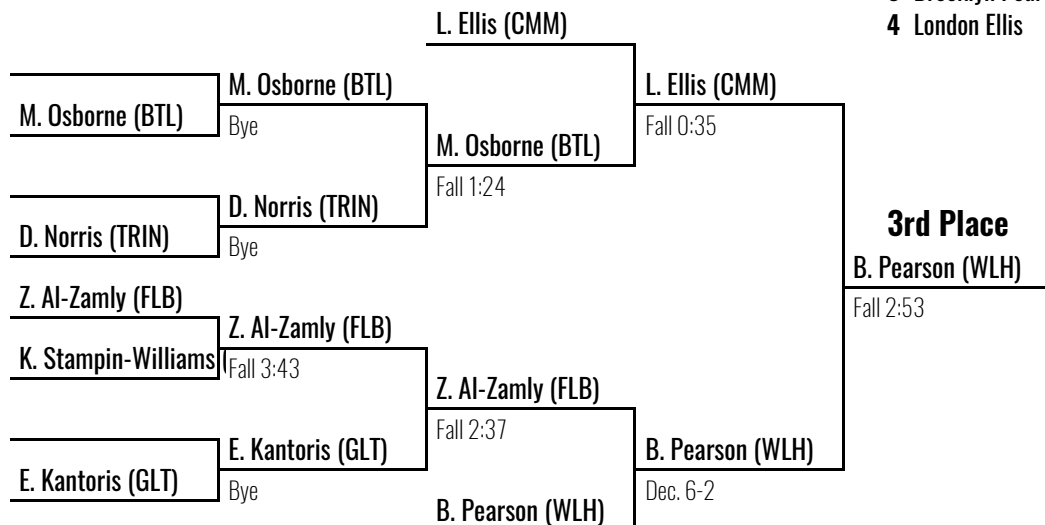 4 London Ellis
L. Ellis (CMM)
M. Osborne (BTL)
M. Osborne (BTL)
Bye
M. Osborne (BTL)
Fall 1:24
L. Ellis (CMM)
Fall 0:35
D. Norris (TRIN)
D. Norris (TRIN)
Bye
3rd Place
B. Pearson (WLH)
Fall 2:53
Z. Al-Zamly (FLB)
K. Stampin-Williams
Z. Al-Zamly (FLB)
Fall 3:43
Z. Al-Zamly (FLB)
Fall 2:37
E. Kantoris (GLT)
E. Kantoris (GLT)
Bye
B. Pearson (WLH)
Dec. 6-2
B. Pearson (WLH)